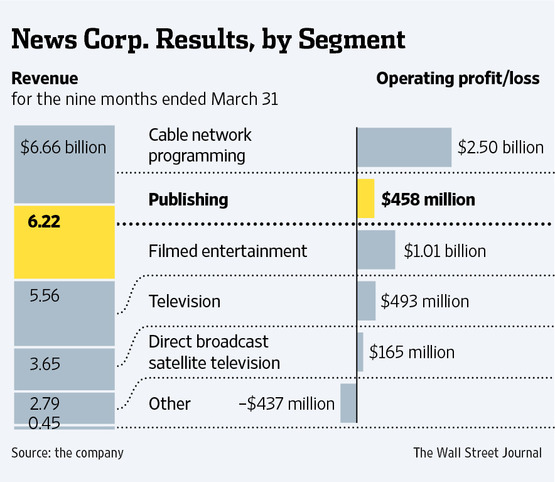 News Corp. Results, by Segment
Revenue
for the nine months ended March 31
Operating profit/loss
$6.66 billion
Cable network
programming
$2.50 billion
6.22
Publishing
$458 million
Filmed entertainment
$1.01 billion
5.56
Television
$493 million
3.65
Direct broadcast
satellite television
$165 million
2.79
Other
–$437 million
0.45
Source: the company
The Wall Street Journal